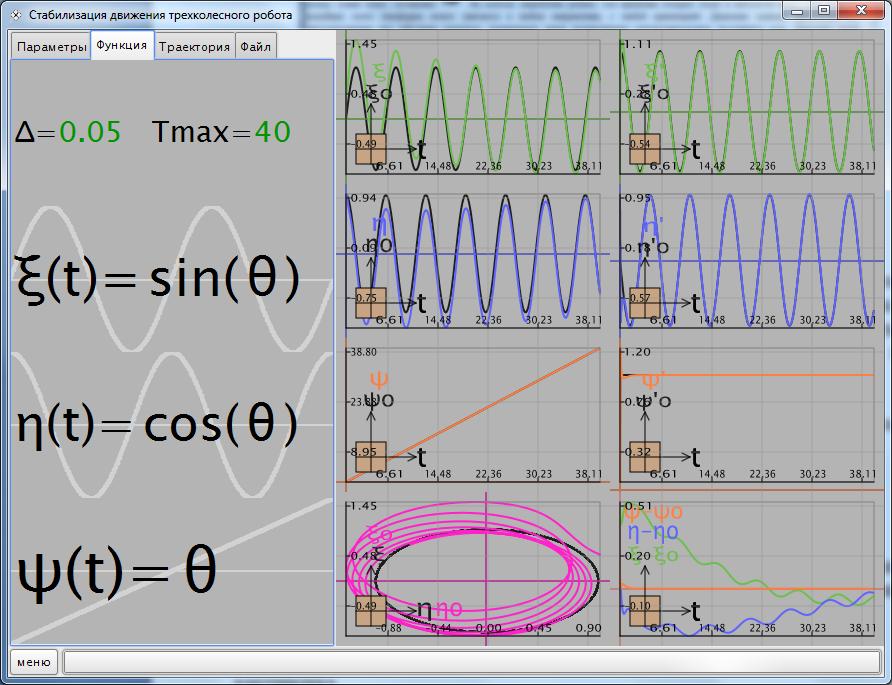 Стабилизация движения трехколесного робота
Параметры Функция Траектория Файл
Δ=0.05 Tmax=40
ξ(t)= sin(θ)
η(t)= cos(θ)
ψ(t)= θ
меню
1.45
ξ
ξo
-0.49
t
6.61 14,48 22,36 30,23 38,11
1.11
ξ'
ξ'o
-0.54
t
6.61 14,48 22,36 30,23 38,11
0.94
η
ηo
t
6.61 14,48 22,36 30,23 38,11
0.95
η'
η'o
t
6.61 14,48 22,36 30,23 38,11
38.80
ψ
ψo
8,95
t
6.61 14,48 22,36 30,23 38,11
1.20
ψ'
ψ'o
0.32
t
6.61 14,48 22,36 30,23 38,11
1.45
ξo
0.48
ξ
η ηo
-0.88 -0.44 0.00 0.45 0.90
0.51
ψ-ψo
η-ηo
0.20
ξ-ξo
-0.10
t
6.61 14,48 22,36 30,23 38,11